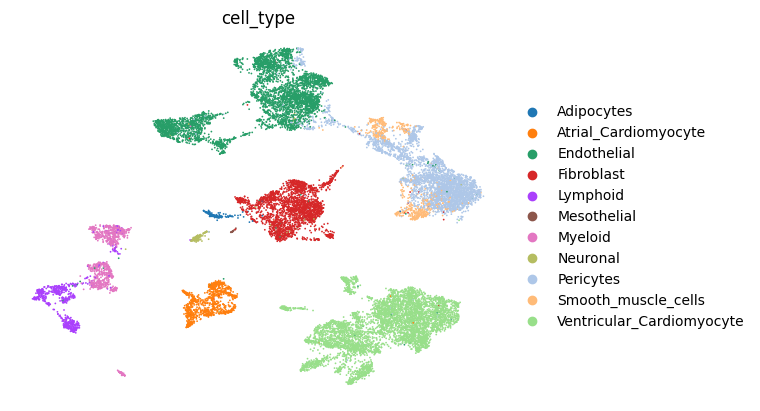 cell_type
Adipocytes
Atrial_Cardiomyocyte
Endothelial
Fibroblast
Lymphoid
Mesothelial
Myeloid
Neuronal
Pericytes
Smooth_muscle_cells
Ventricular_Cardiomyocyte